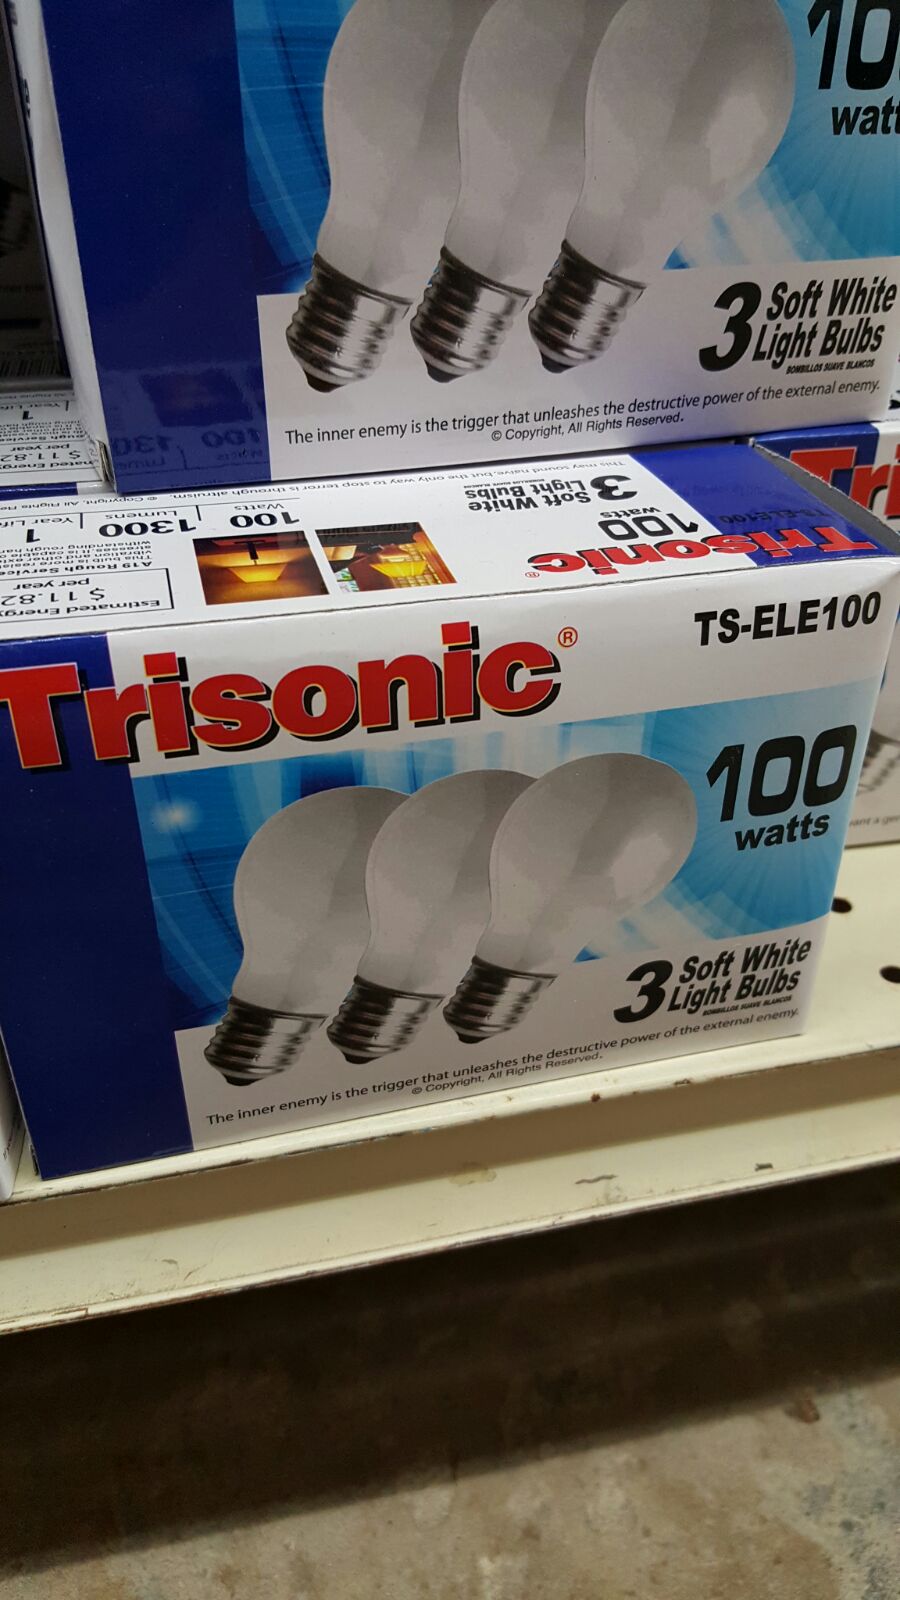 100
watts
3 Soft White
Light Bulbs
BOMBILLOS SUAVE BLANCOS
The inner enemy is the trigger that unleashes the destructive power of the external enemy.
© Copyright, All Rights Reserved.
This may sound naive, but the only way to stop terror is through altruism.
© Copyright, All Rights
3 Soft White
Light Bulbs
100
watts
Trisonic®
TS-ELE100
Watts
100
Lumens
1300
Year Life
1
A19 Rough Service
Estimated Energy
$11.82
per year
Trisonic®
TS-ELE100
100
watts
3 Soft White
Light Bulbs
BOMBILLOS SUAVE BLANCOS
The inner enemy is the trigger that unleashes the destructive power of the external enemy.
© Copyright, All Rights Reserved.
Tri